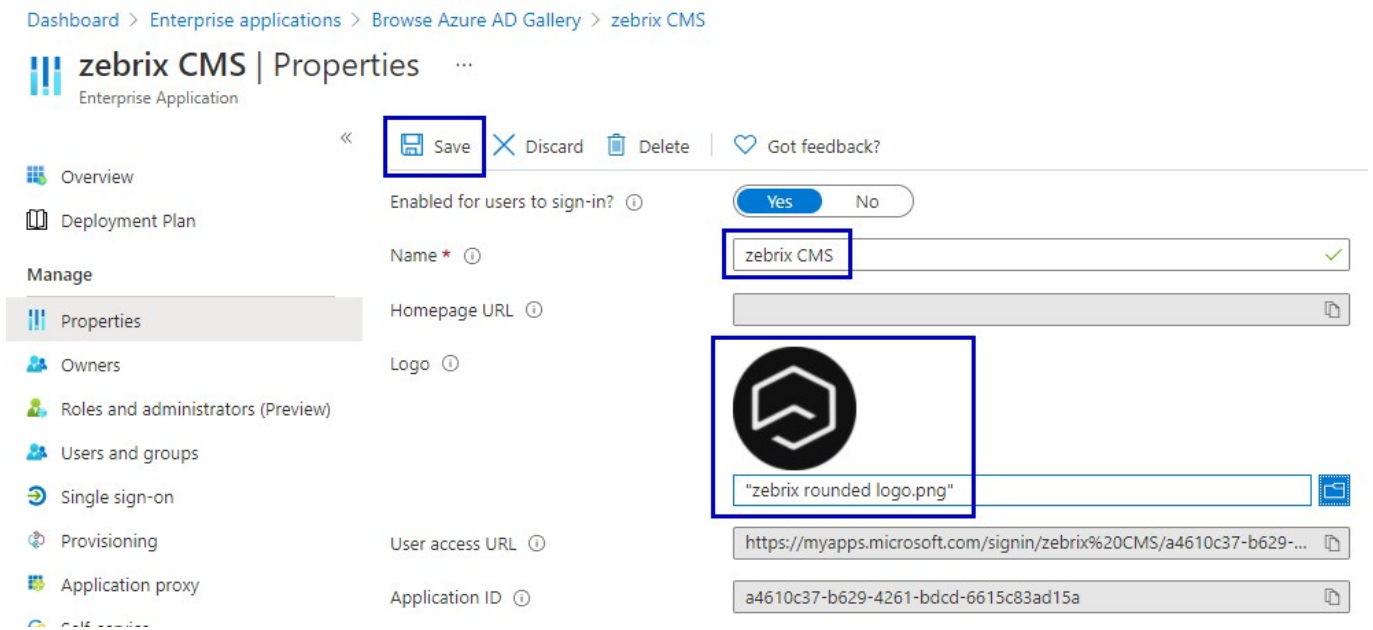 Dashboard > Enterprise applications > Browse Azure AD Gallery > zebrix CMS
zebrix CMS | Properties ...
Enterprise Application
«
Save Discard Delete Got feedback?
Overview
Deployment Plan
Manage
Properties
Owners
Roles and administrators (Preview)
Users and groups
Single sign-on
Provisioning
Application proxy
Self-service
Enabled for users to sign-in? Yes No
Name * zebrix CMS
Homepage URL
Logo
"zebrix rounded logo.png"
User access URL https://myapps.microsoft.com/signin/zebrix%20CMS/a4610c37-b629-...
Application ID a4610c37-b629-4261-bdcd-6615c83ad15a